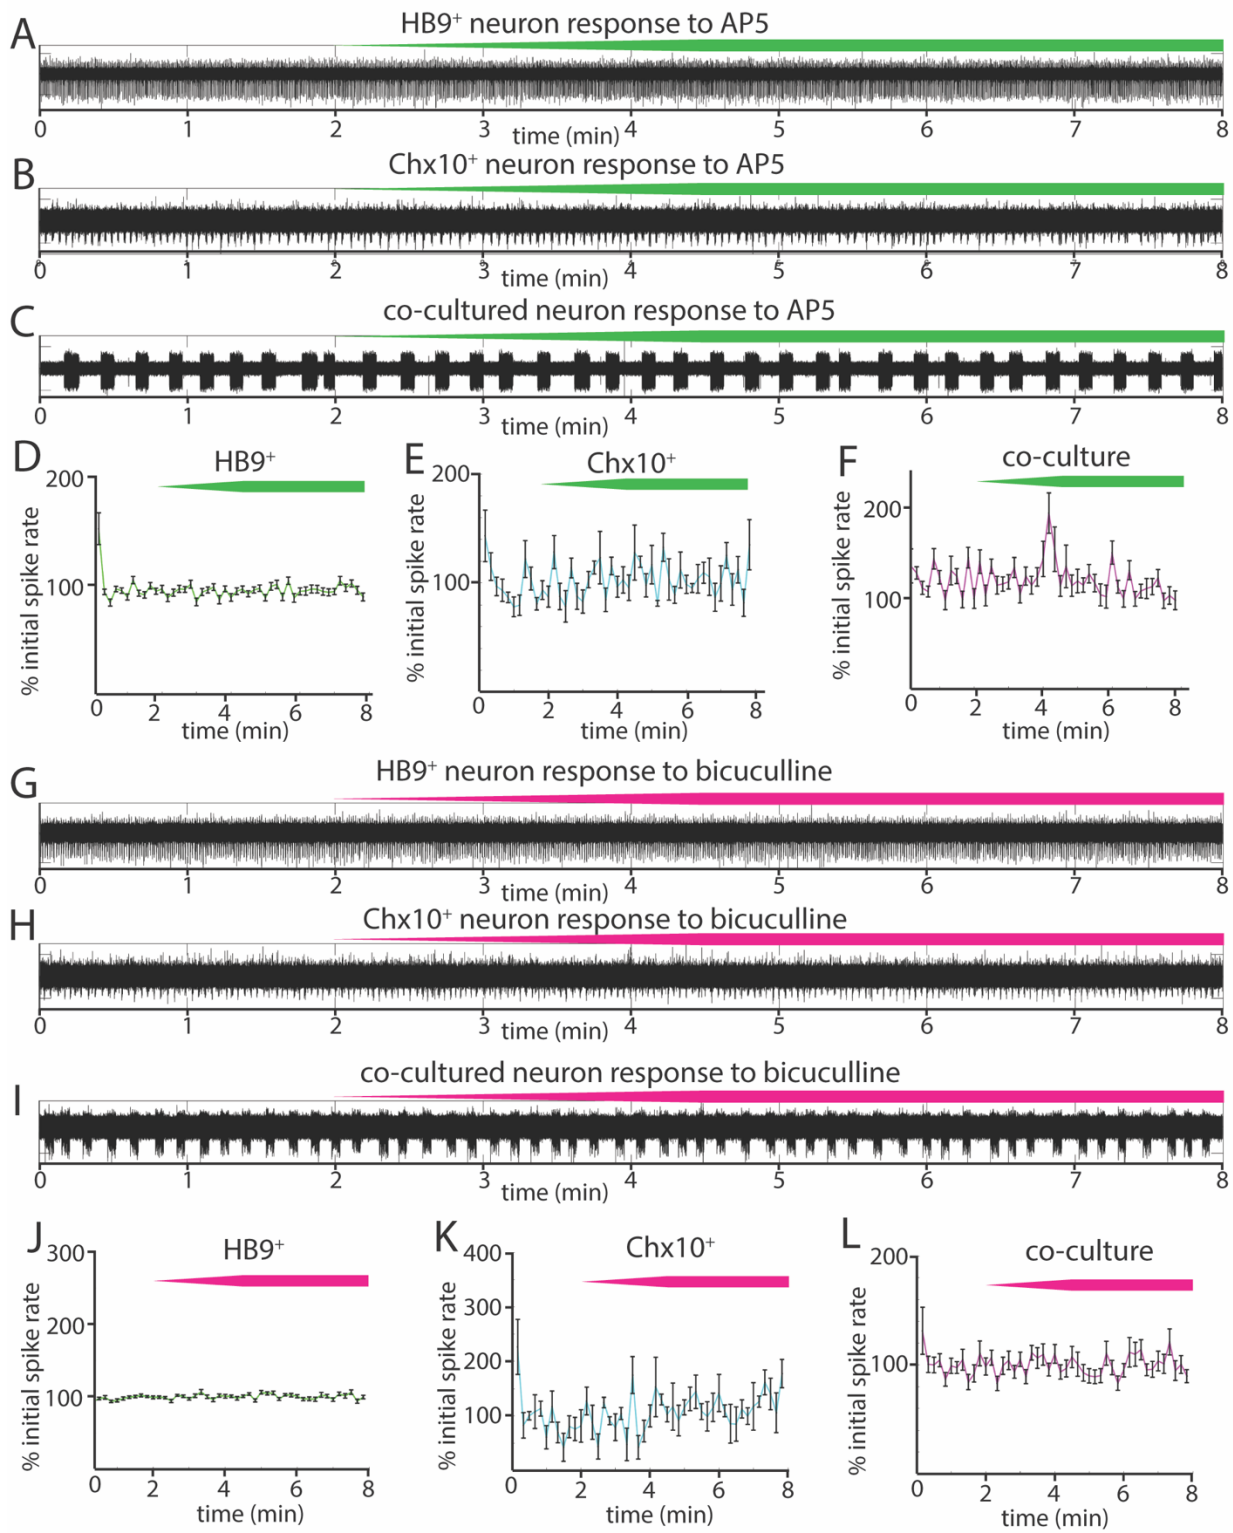 A
HB9+ neuron response to AP5
0 1 2 3 4 5 6 7 8
time (min)
B
Chx10+ neuron response to AP5
0 1 2 3 4 5 6 7 8
time (min)
C
co-cultured neuron response to AP5
0 1 2 3 4 5 6 7 8
time (min)
D
HB9+
200
100
% initial spike rate
0 2 4 6 8
time (min)
E
Chx10+
200
100
% initial spike rate
0 2 4 6 8
time (min)
F
co-culture
200
100
% initial spike rate
0 2 4 6 8
time (min)
G
HB9+ neuron response to bicuculline
0 1 2 3 4 5 6 7 8
time (min)
H
Chx10+ neuron response to bicuculline
0 1 2 3 4 5 6 7 8
time (min)
I
co-cultured neuron response to bicuculline
0 1 2 3 4 5 6 7 8
time (min)
J
HB9+
300
200
100
% initial spike rate
0 2 4 6 8
time (min)
K
Chx10+
400
300
200
100
% initial spike rate
0 2 4 6 8
time (min)
L
co-culture
200
100
% initial spike rate
0 2 4 6 8
time (min)